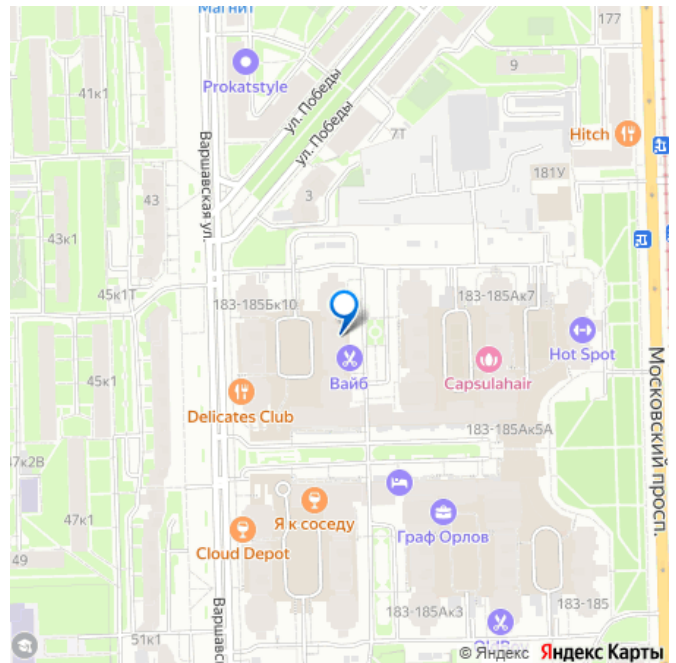 Магнит
177
Prokatstyle
9
41к1
ул. Победы
ул. Победы
7Т
Hitch
Варшавская ул.
181У
43
3
43к1
45к1Т
183-185Бк10
183-185Ак7
Вайб
Capsulahair
Hot Spot
45к1
Delicates Club
Московский просп.
183-185Ак5А
47к2В
Я к соседу
Граф Орлов
47к1
Cloud Depot
49
183-185Ак3
183-185
51к1
© Яндекс Яндекс Карты